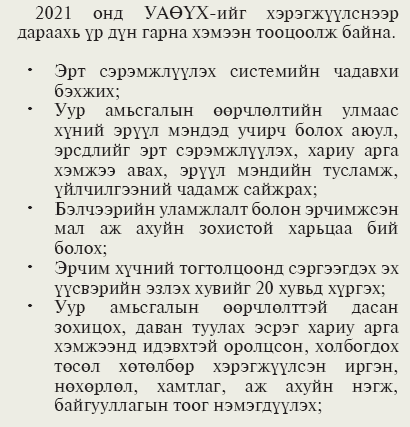 2021 онд УАӨҮХ-ийг хэрэгжүүлснээр
дараахь үр дүн гарна хэмээн тооцоолж байна.
• Эрт сэрэмжлүүлэх системийн чадавхи
бэхжих;
• Уур амьсгалын өөрчлөлтийн улмаас
хүний эрүүл мэндэд учирч болох аюул,
эрсдлийг эрт сэрэмжлүүлэх, хариу арга
хэмжээ авах, эрүүл мэндийн тусламж,
үйлчилгээний чадамж сайжрах;
• Бэлчээрийн уламжлалт болон эрчимжсэн
мал аж ахуйн зохистой харьцаа бий
болох;
• Эрчим хүчний тогтолцоонд сэргээгдэх эх
үүсвэрийн эзлэх хувийг 20 хувьд хүргэх;
• Уур амьсгалын өөрчлөлттэй дасан
зохицох, даван туулах эсрэг хариу арга
хэмжээнд идэвхтэй оролцсон, холбогдох
төсөл хөтөлбөр хэрэгжүүлсэн иргэн,
нөхөрлөл, хамтлаг, аж ахуйн нэгж,
байгууллагын тоог нэмэгдүүлэх;